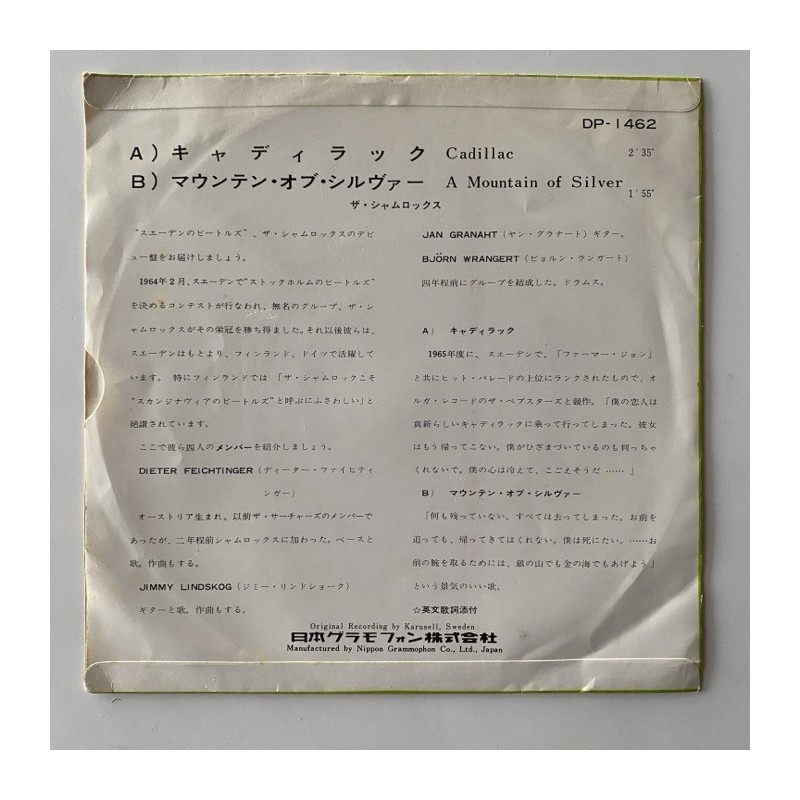 DP-1462
A) キャディラック Cadillac 2′35″
B) マウンテン・オブ・シルヴァー A Mountain of Silver 1′55″
ザ・シャムロックス
“スエーデンのビートルズ”、ザ・シャムロックスのデビ
ュー盤をお届けしましょう。
1964年2月、スエーデンで“ストックホルムのビートルズ”
を決めるコンテストが行なわれ、無名のグループ、ザ・シ
ャムロックスがその栄冠を勝ち得ました。それ以後彼らは、
スエーデンはもとより、フィンランド、ドイツで活躍して
います。 特にフィンランドでは「ザ・シャムロックこそ
“スカンジナヴィアのビートルズ”と呼ぶにふさわしい」と
絶讃されています。
ここで彼ら四人のメンバーを紹介しましょう。
DIETER FEICHTINGER (ディーター・ファイヒティ
ンガー)
オーストリア生まれ。以前ザ・サーチャーズのメンバーで
あったが、二年程前シャムロックスに加わった。ベースと
歌。作曲もする。
JIMMY LINDSKOG (ジミー・リンドショーク)
ギターと歌。作曲もする。
JAN GRANAHT (ヤン・グラナート) ギター。
BJÖRN WRANGERT (ビョルン・ランガート)
四年程前にグループを結成した。ドラムス。
A) キャディラック
1965年度に、スエーデンで、「ファーマー・ジョン」
と共にヒット・パレードの上位にランクされたもので、オ
ルガ・レコードのザ・ペプスターズと競作。「僕の恋人は
真新らしいキャディラックに乗って行ってしまった。彼女
はもう帰ってこない。僕がひざまづいているのも判っちゃ
くれないで。僕の心は冷えて、こごえそうだ……」
B) マウンテン・オブ・シルヴァー
「何も残っていない。すべては去ってしまった。お前を
追っても、帰ってきてはくれない。僕は死にたい。……お
前の腕を取るためには、銀の山でも金の海でもあげよう」
という景気のいい歌。
☆英文歌詞添付
Original Recording by Karusell, Sweden
日本グラモフォン株式会社
Manufactured by Nippon Grammophon Co., Ltd., Japan